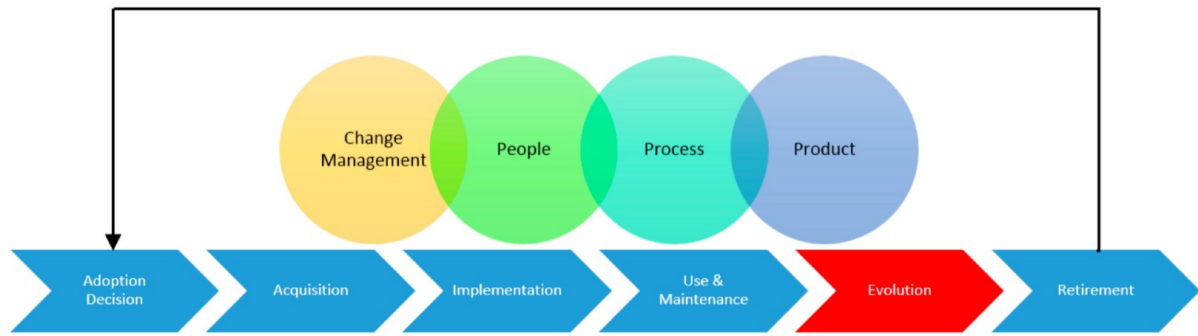 Change
Management
People
Process
Product
Adoption
Decision
Acquisition
Implementation
Use &
Maintenance
Evolution
Retirement